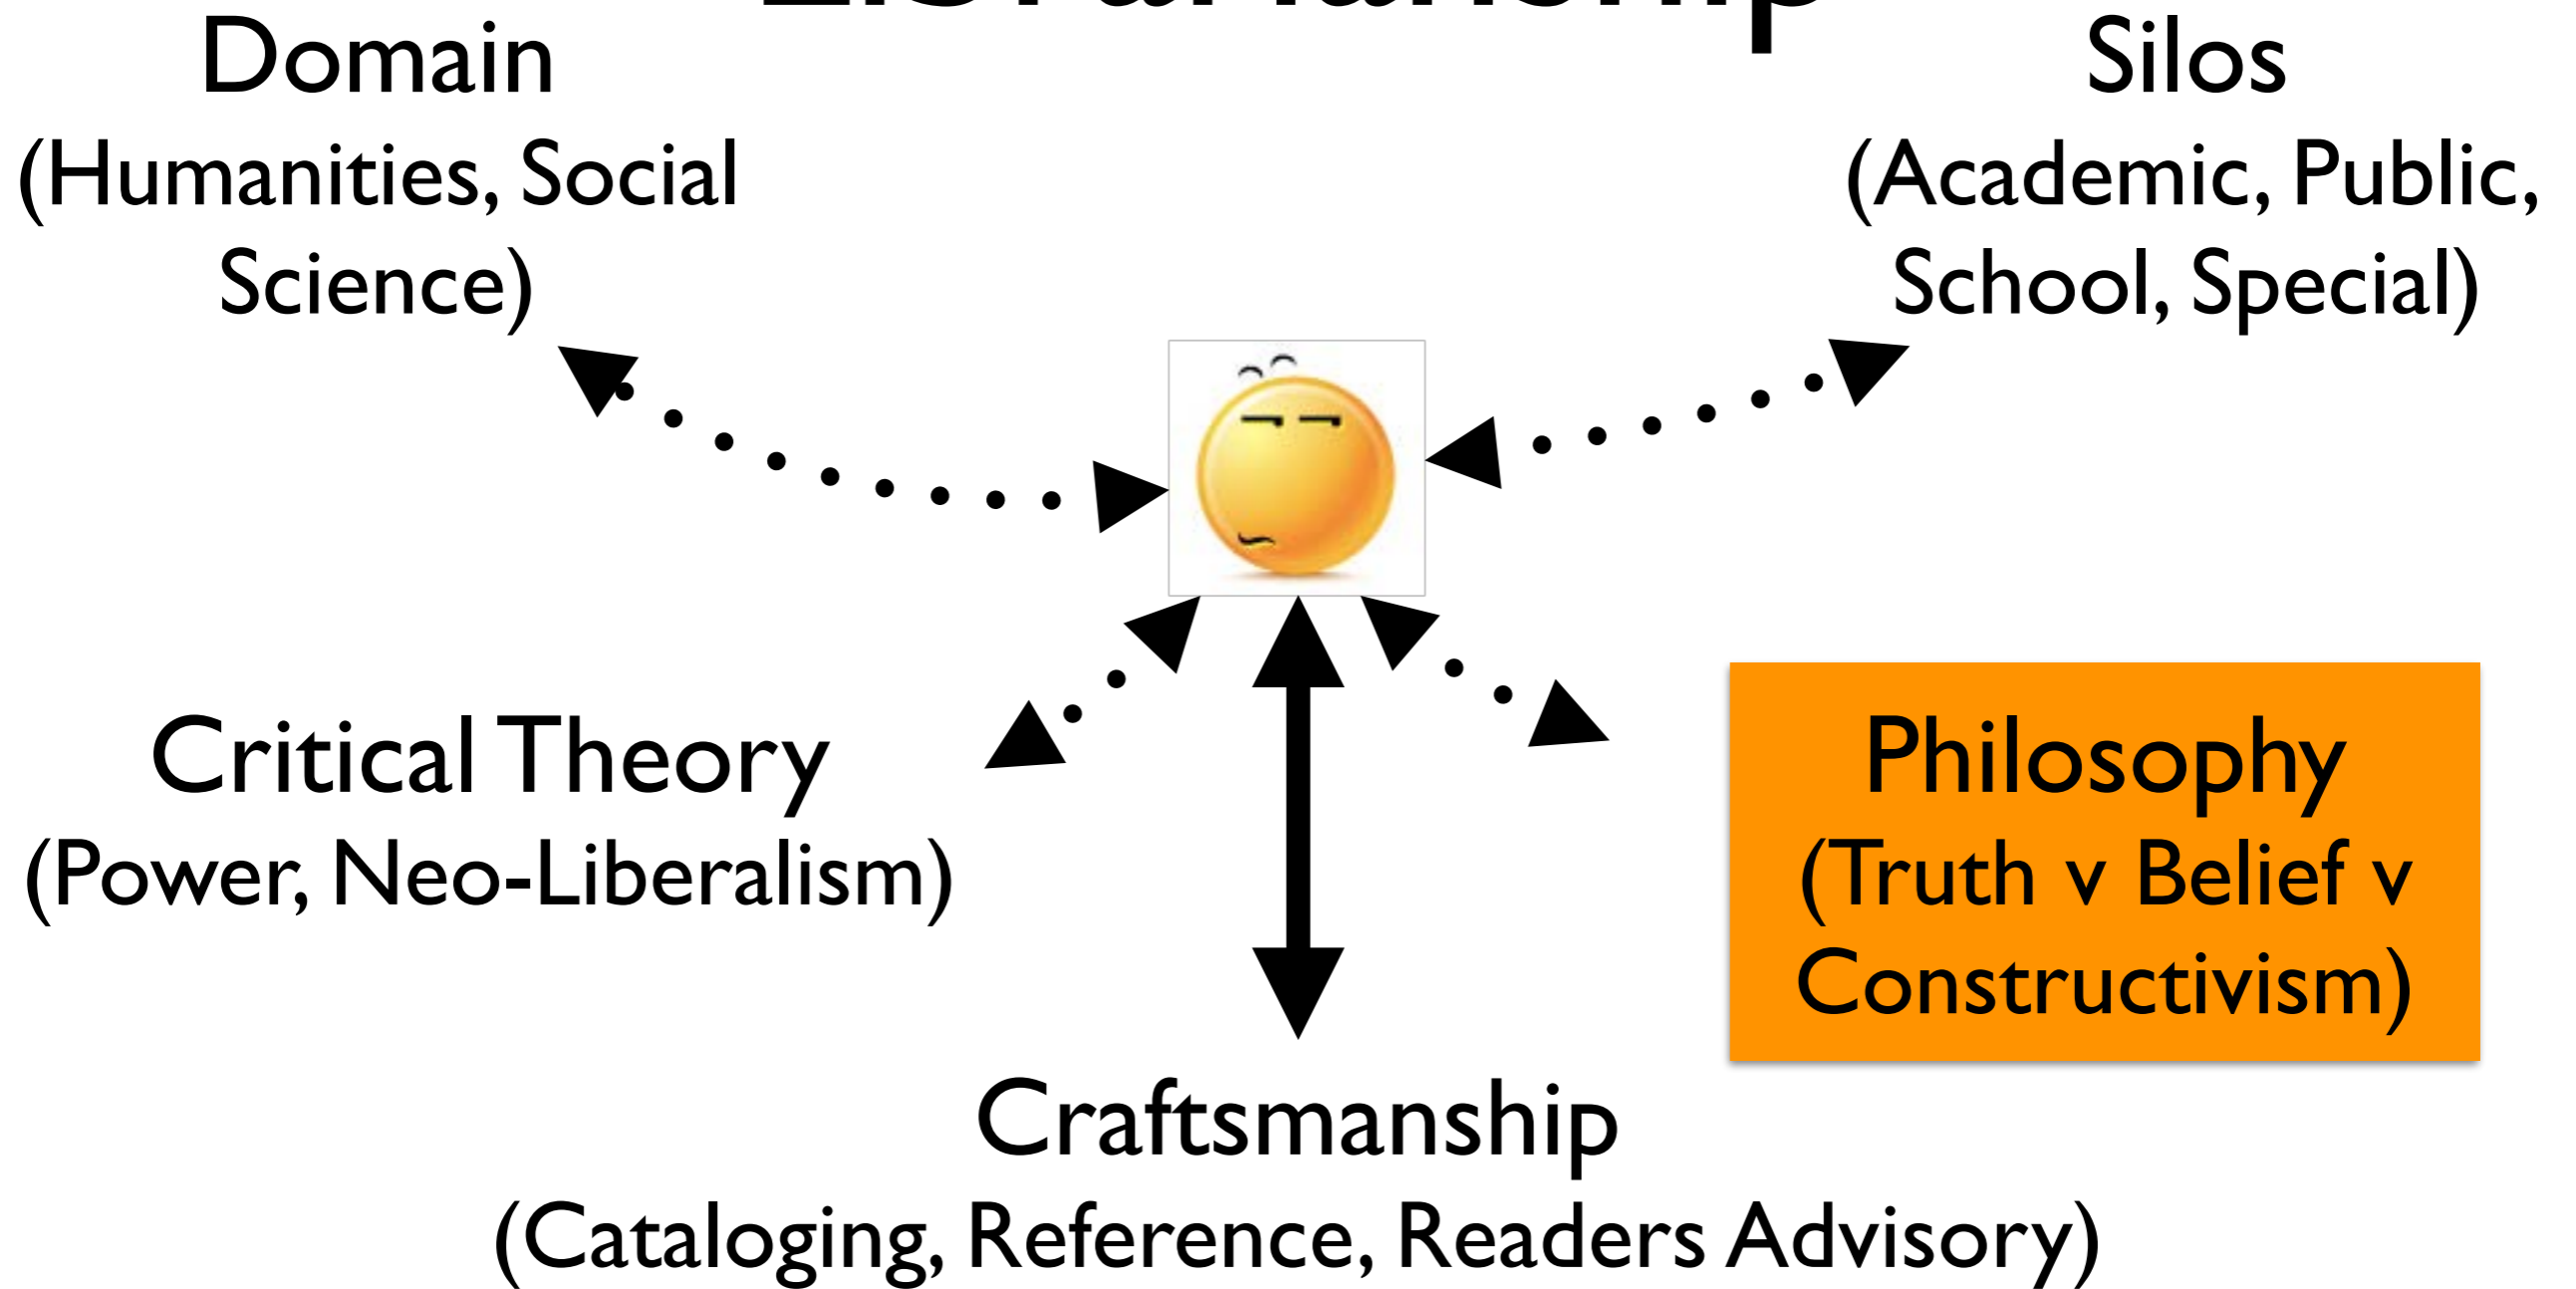 Librarianship
Domain
(Humanities, Social
Science)
Silos
(Academic, Public,
School, Special)
Critical Theory
(Power, Neo-Liberalism)
Philosophy
(Truth v Belief v
Constructivism)
Craftsmanship
(Cataloging, Reference, Readers Advisory)